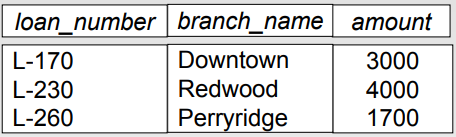 loan_number branch_name amount
L-170 Downtown 3000
L-230 Redwood 4000
L-260 Perryridge 1700